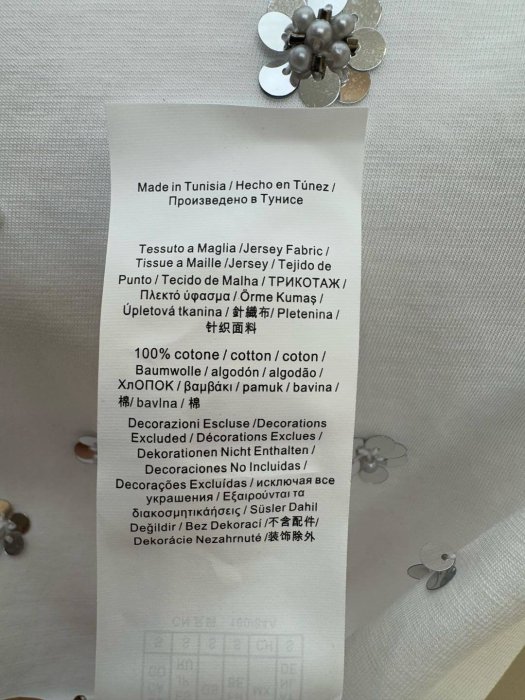 Made in Tunisia / Hecho en Túnez /
Произведено в Тунисе
Tessuto a Maglia /Jersey Fabric /
Tissue a Maille /Jersey / Tejido de
Punto / Tecido de Malha / ТРИКОТАЖ /
Πλεκτό ύφασμα / Örme Kumaş /
Úpletová tkanina / 針織布/ Pletenina /
针织面料
100% cotone / cotton / coton /
Baumwolle / algodón / algodão /
ХлОПОК / βαμβάκι / pamuk / bavina /
棉/ bavlna / 棉
Decorazioni Escluse /Decorations
Excluded / Décorations Exclues /
Dekorationen Nicht Enthalten /
Decoraciones No Incluidas /
Decorações Excluídas / исключая все
украшения / Εξαιρούνται τα
διακοσμητικάήσεις / Süsler Dahil
Değildir / Bez Dekorací /不含配件/
Dekorácie Nezahrnuté /装饰除外